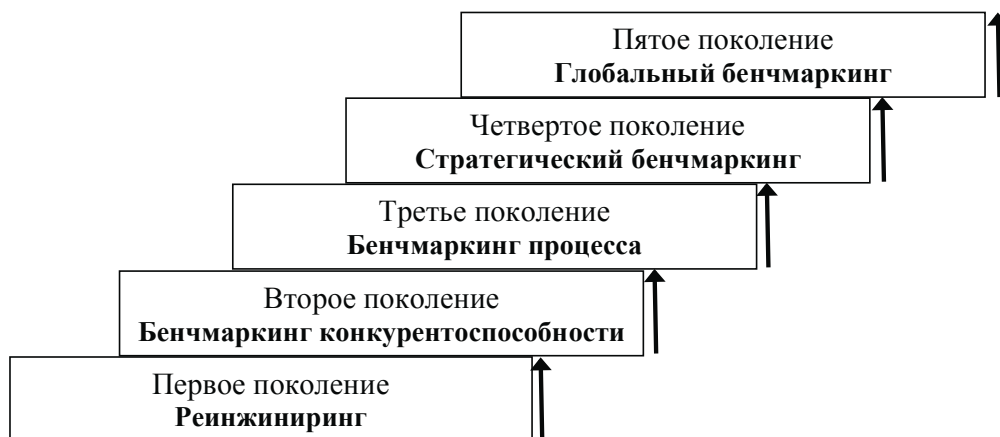 Пятое поколение
Глобальный бенчмаркинг
Четвертое поколение
Стратегический бенчмаркинг
Третье поколение
Бенчмаркинг процесса
Второе поколение
Бенчмаркинг конкурентоспособности
Первое поколение
Реинжиниринг